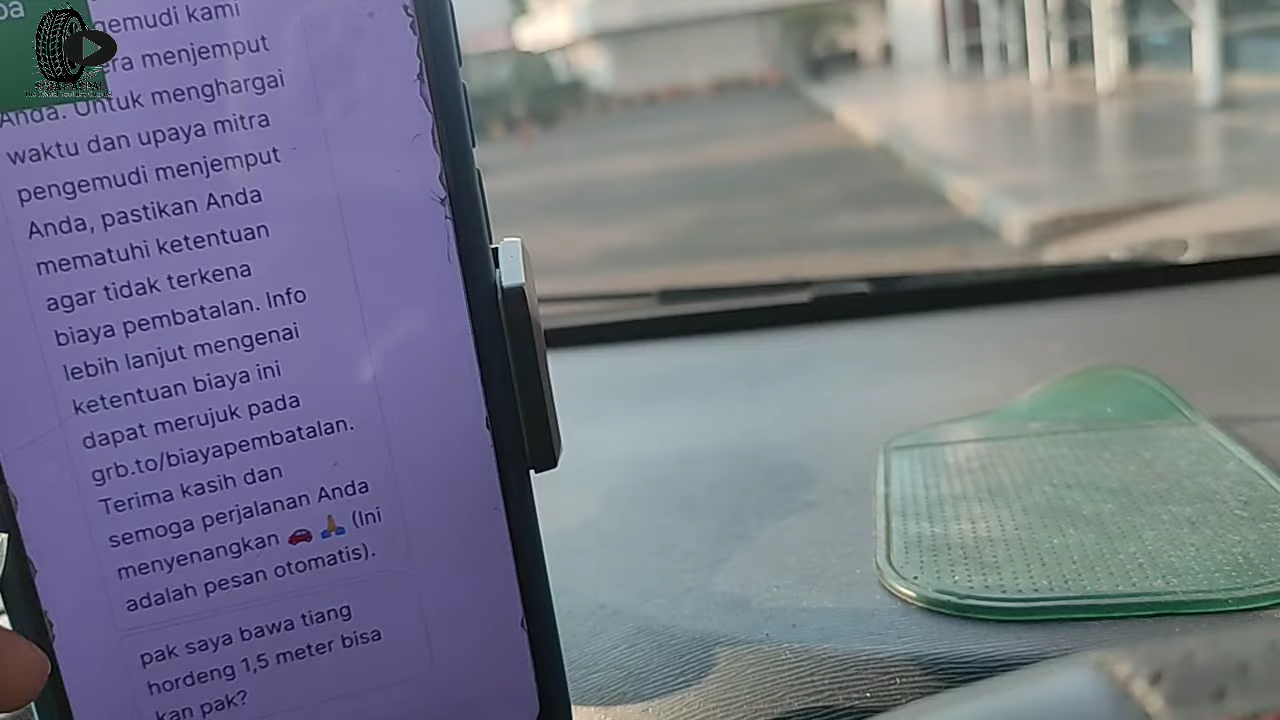 gemudi kami
era menjemput
Anda. Untuk menghargai
waktu dan upaya mitra
pengemudi menjemput
Anda, pastikan Anda
mematuhi ketentuan
agar tidak terkena
biaya pembatalan. Info
lebih lanjut mengenai
ketentuan biaya ini
dapat merujuk pada
grb.to/biayapembatalan.
Terima kasih dan
semoga perjalanan Anda
menyenangkan 🚗 🙏 (Ini
adalah pesan otomatis).
pak saya bawa tiang
hordeng 1,5 meter bisa
kan pak?